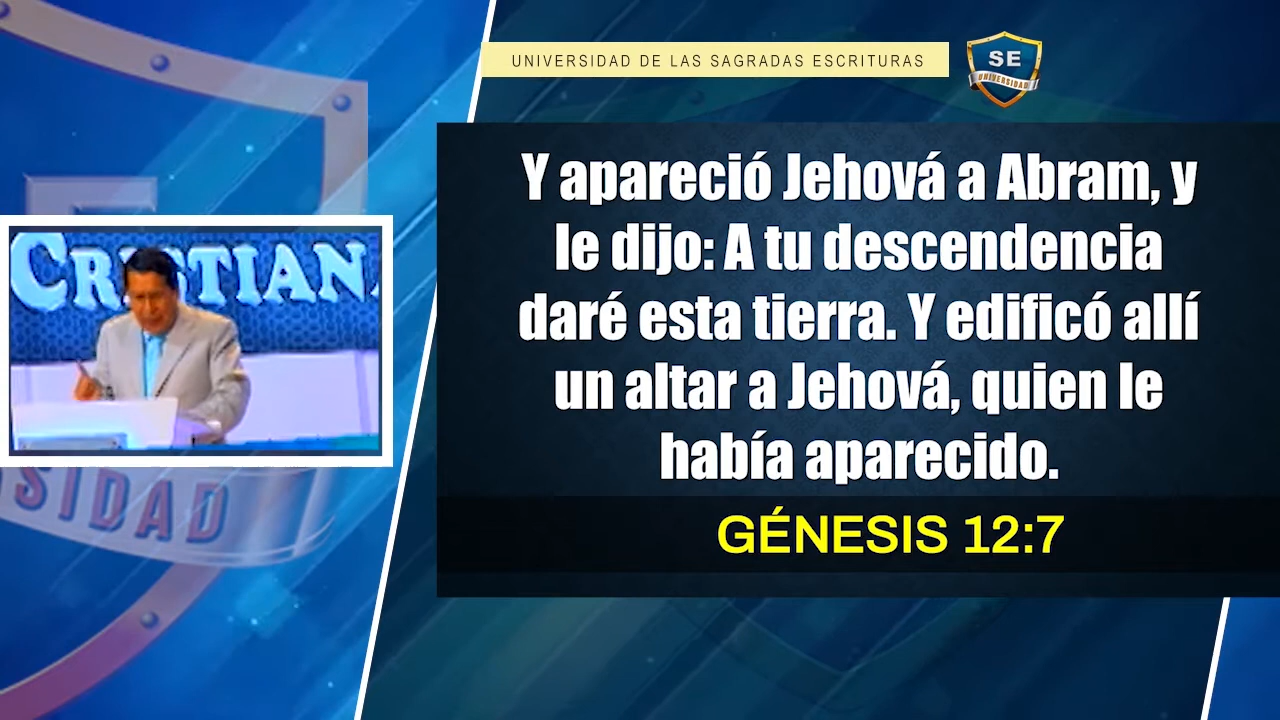 UNIVERSIDAD DE LAS SAGRADAS ESCRITURAS
SE
UNIVERSIDAD
Y apareció Jehová a Abram, y
le dijo: A tu descendencia
daré esta tierra. Y edificó allí
un altar a Jehová, quien le
había aparecido.
GÉNESIS 12:7
CRISTIANA
SIDAD